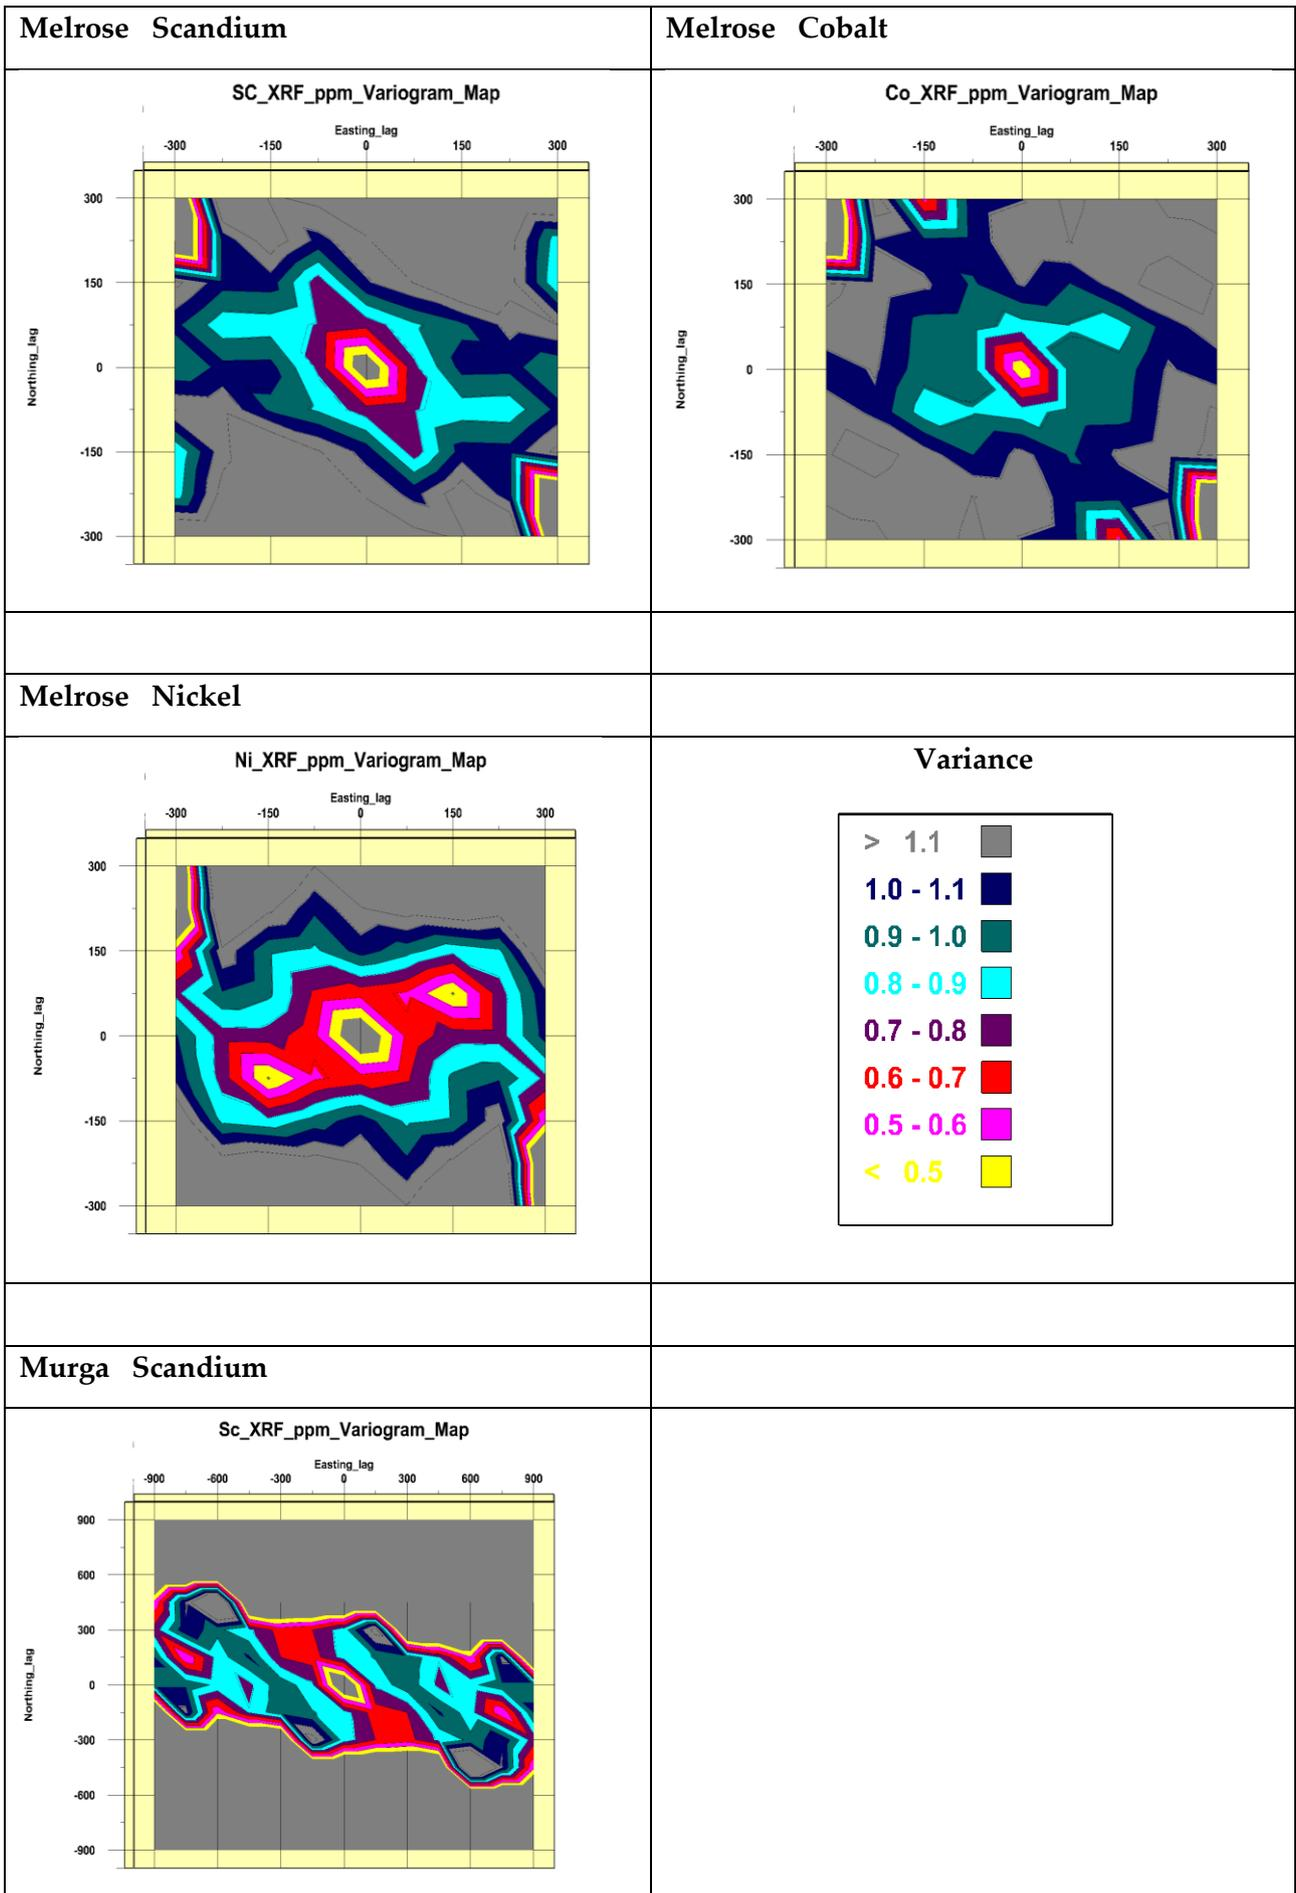 Melrose Scandium
Melrose Cobalt
SC_XRF_ppm_Variogram_Map
Easting_lag
-300 -150 0 150 300
300
150
0
-150
-300
Northing_lag
Co_XRF_ppm_Variogram_Map
Easting_lag
-300 -150 0 150 300
300
150
0
-150
-300
Northing_lag
Melrose Nickel
Ni_XRF_ppm_Variogram_Map
Easting_lag
-300 -150 0 150 300
300
150
0
-150
-300
Northing_lag
Variance
> 1.1
1.0 - 1.1
0.9 - 1.0
0.8 - 0.9
0.7 - 0.8
0.6 - 0.7
0.5 - 0.6
< 0.5
Murga Scandium
Sc_XRF_ppm_Variogram_Map
Easting_lag
-900 -600 -300 0 300 600 900
900
600
300
0
-300
-600
-900
Northing_lag